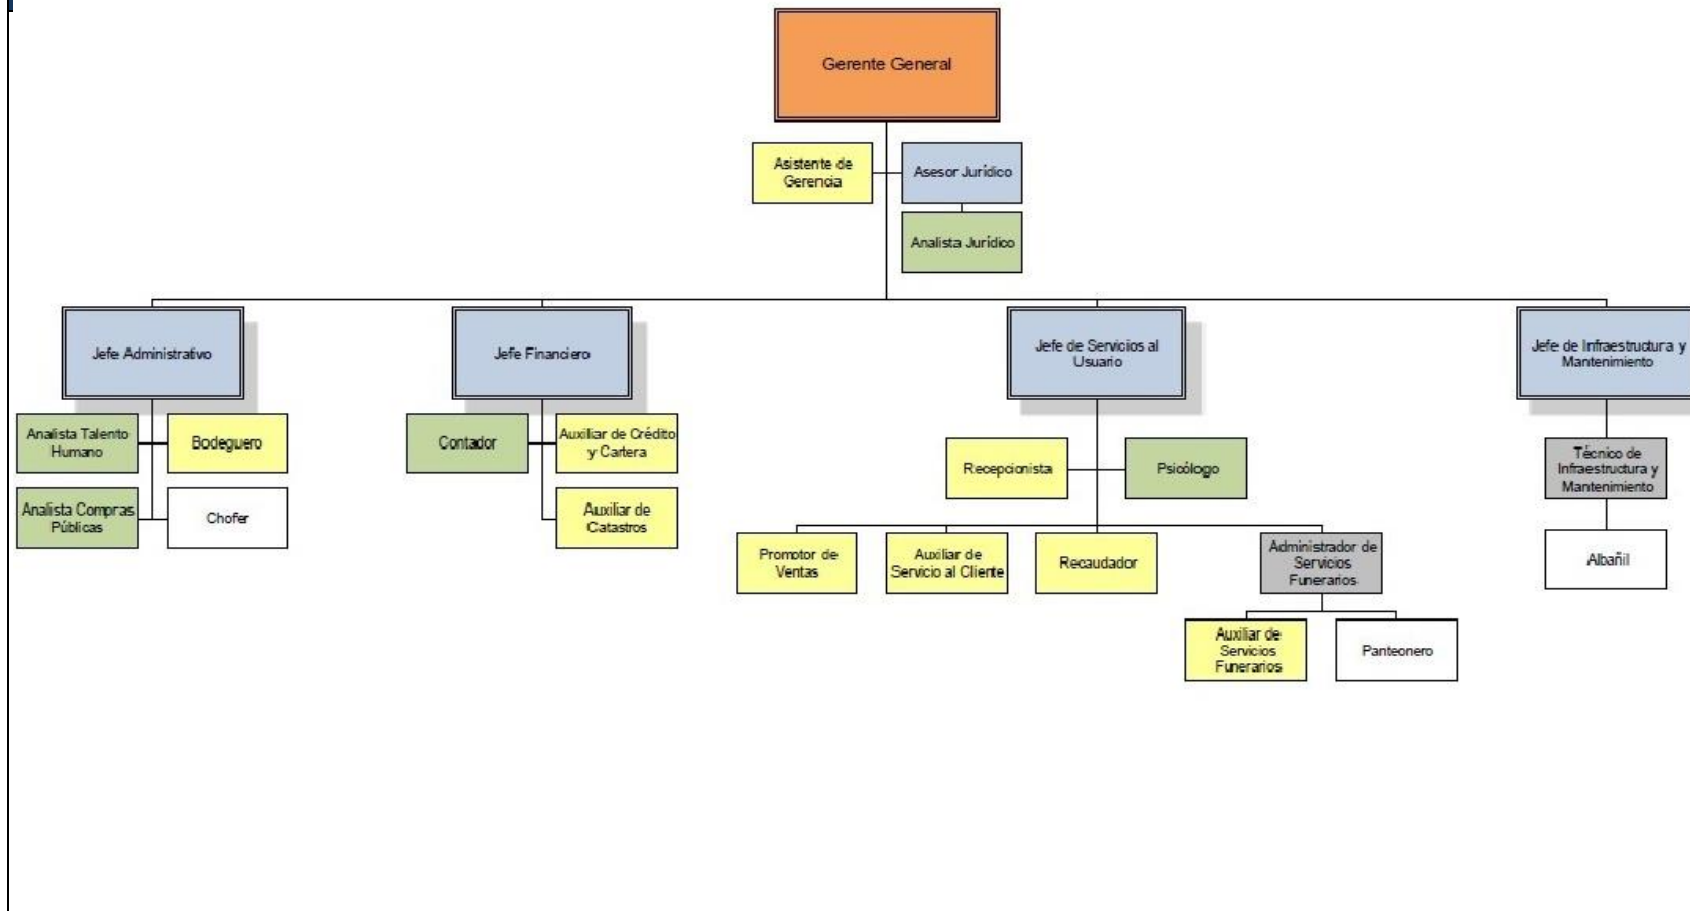 Gerente General
Asistente de
Gerencia
Asesor Jurídico
Analista Jurídico
Jefe Administrativo
Jefe Financiero
Jefe de Servicios al
Usuario
Jefe de Infraestructura y
Mantenimiento
Analista Talento
Humano
Bodeguero
Analista Compras
Públicas
Chofer
Contador
Auxiliar de Crédito
y Cartera
Auxiliar de
Catastros
Recepcionista
Psicólogo
Técnico de
Infraestructura y
Mantenimiento
Promotor de
Ventas
Auxiliar de
Servicio al Cliente
Recaudador
Administrador de
Servicios
Funerarios
Albañil
Auxiliar de
Servicios
Funerarios
Panteonero